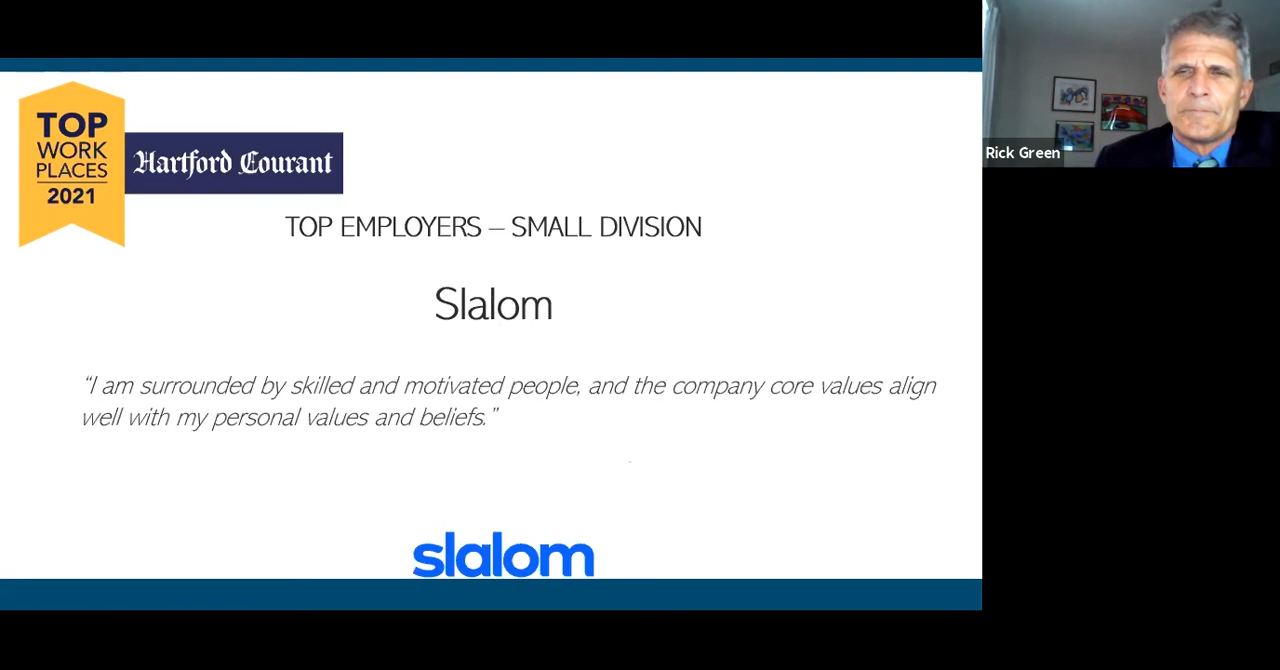 TOP
WORK
PLACES
2021
Hartford Courant
TOP EMPLOYERS – SMALL DIVISION
Slalom
“I am surrounded by skilled and motivated people, and the company core values align
well with my personal values and beliefs.”
slalom
Rick Green